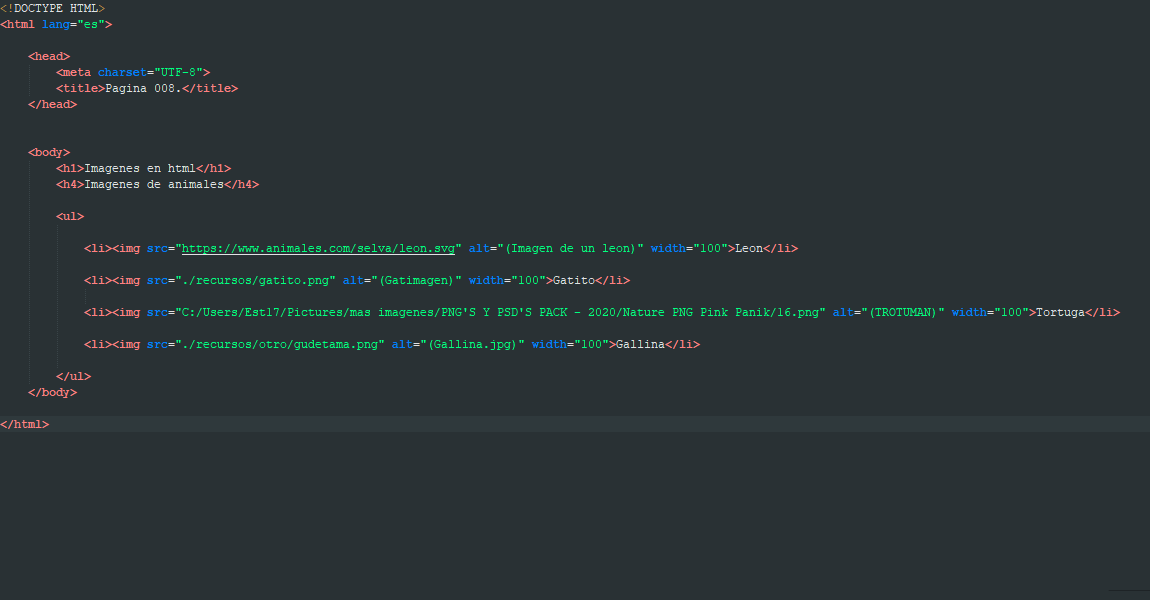 <!DOCTYPE HTML>
<html lang="es">
<head>
<meta charset="UTF-8">
<title>Pagina 008.</title>
</head>
<body>
<h1>Imagenes en html</h1>
<h4>Imagenes de animales</h4>
<ul>
<li><img src="https://www.animales.com/selva/leon.svg" alt="(Imagen de un leon)" width="100">Leon</li>
<li><img src="./recursos/gatito.png" alt="(Gatimagen)" width="100">Gatito</li>
<li><img src="C:/Users/Est17/Pictures/mas imagenes/PNG'S Y PSD'S PACK - 2020/Nature PNG Pink Panik/16.png" alt="(TROTUMAN)" width="100">Tortuga</li>
<li><img src="./recursos/otro/gudetama.png" alt="(Gallina.jpg)" width="100">Gallina</li>
</ul>
</body>
</html>